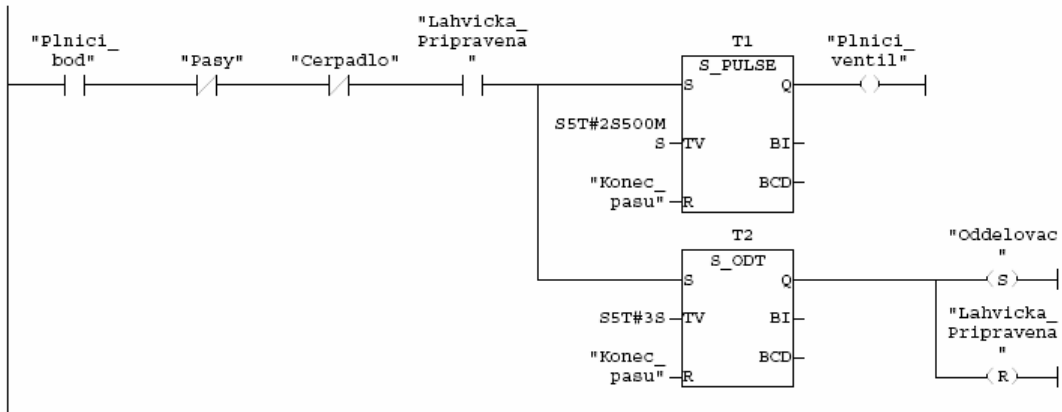 "Lahvicka_
"Plnici_
bod"
"Pasy"
"Cerpadlo"
Pripravena
"
T1
"Plnici_
ventil"
S_PULSE
S
Q
S5T#2S500M
S
TV
BI
"Konec_
pasu"
R
BCD
T2
"Oddelovac
"
S_ODT
S
Q
S
S5T#3S
TV
BI
"Lahvicka_
Pripravena
"
"Konec_
pasu"
R
BCD
R